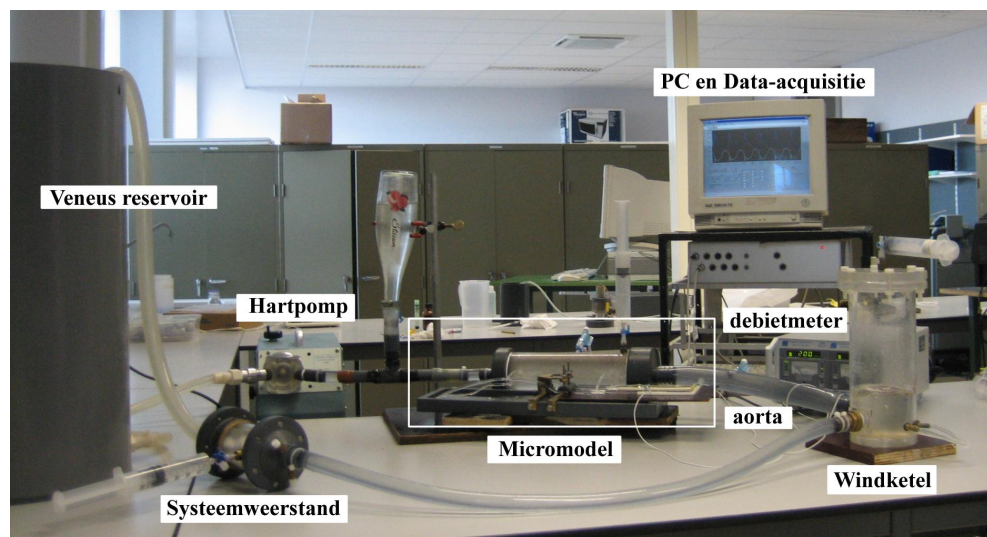 PC en Data-acquisitie
Veneus reservoir
Hartpomp
debietmeter
aorta
Micromodel
Windketel
Systeemweerstand